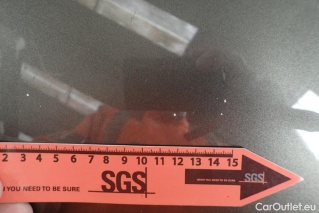 2 3 4 5 6 7 8 9 10 11 12 13 14 15
N YOU NEED TO BE SURE SGS
SGS
CarOutlet.eu